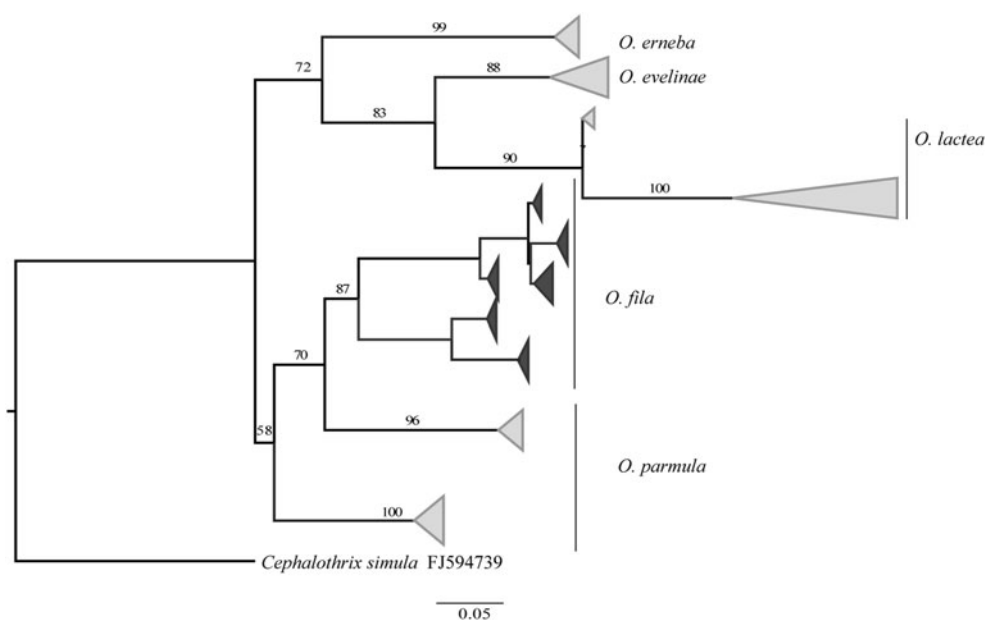 99
O. erneba
72
88
O. evelinae
83
O. lactea
90
100
87
O. fila
70
96
58
O. parmula
100
Cephalothrix simula FJ594739
0.05